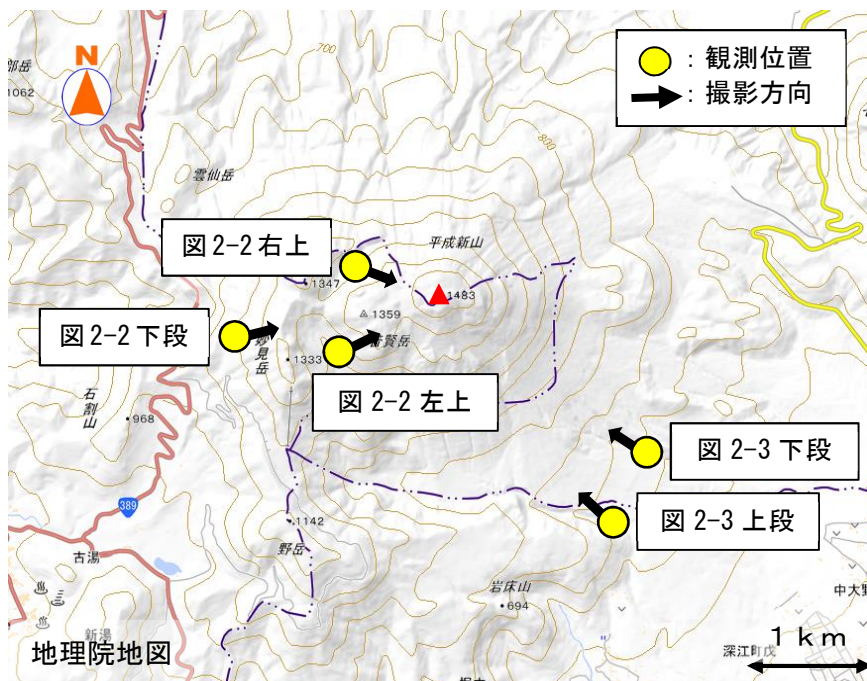 N
：観測位置
：撮影方向
700
800
1062
雲仙岳
図 2-2 右上
平成新山
1347
1483
1359
図 2-2 下段
妙見岳
1333
普賢岳
図 2-2 左上
石割山
968
図 2-3 下段
389
図 2-3 上段
1142
古湯
野岳
岩床山
694
中大野
新湯
地理院地図
深江町戊
1 km